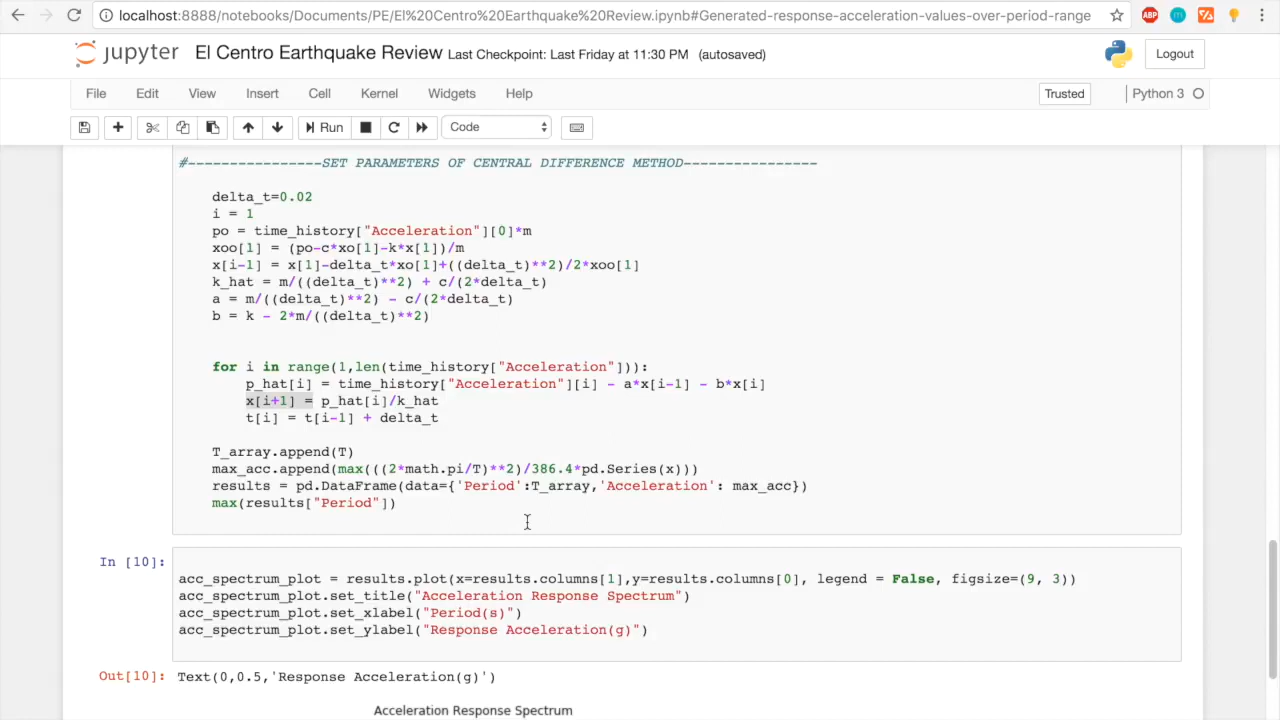 localhost:8888/notebooks/Documents/PE/El%20Centro%20Earthquake%20Review.ipynb#Generated-response-acceleration-values-over-period-range
ABP m
jupyter El Centro Earthquake Review Last Checkpoint: Last Friday at 11:30 PM (autosaved) Logout
File Edit View Insert Cell Kernel Widgets Help Trusted Python 3
Run Code
#----------------SET PARAMETERS OF CENTRAL DIFFERENCE METHOD----------------
delta_t=0.02
i = 1
po = time_history["Acceleration"][0]*m
xoo[1] = (po-c*xo[1]-k*x[1])/m
x[i-1] = x[1]-delta_t*xo[1]+((delta_t)**2)/2*xoo[1]
k_hat = m/((delta_t)**2) + c/(2*delta_t)
a = m/((delta_t)**2) - c/(2*delta_t)
b = k - 2*m/((delta_t)**2)
for i in range(1,len(time_history["Acceleration"])):
p_hat[i] = time_history["Acceleration"][i] - a*x[i-1] - b*x[i]
x[i+1] = p_hat[i]/k_hat
t[i] = t[i-1] + delta_t
T_array.append(T)
max_acc.append(max(((2*math.pi/T)**2)/386.4*pd.Series(x)))
results = pd.DataFrame(data={'Period':T_array,'Acceleration': max_acc})
max(results["Period"])
In [10]:
acc_spectrum_plot = results.plot(x=results.columns[1],y=results.columns[0], legend = False, figsize=(9, 3))
acc_spectrum_plot.set_title("Acceleration Response Spectrum")
acc_spectrum_plot.set_xlabel("Period(s)")
acc_spectrum_plot.set_ylabel("Response Acceleration(g)")
Out[10]: Text(0,0.5,'Response Acceleration(g)')
Acceleration Response Spectrum